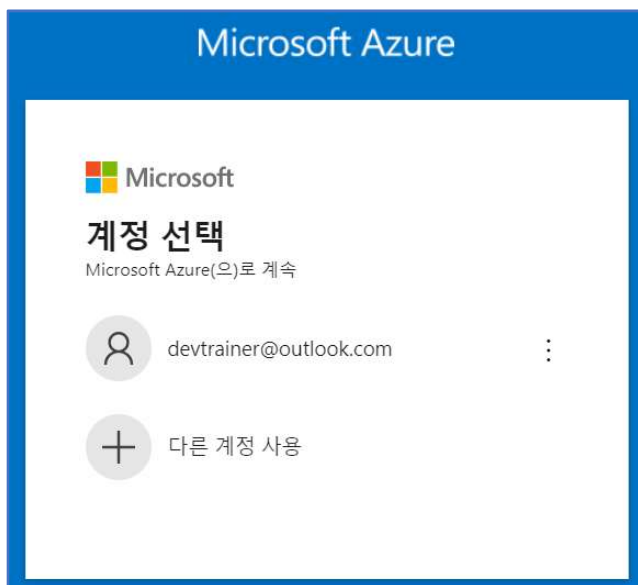 Microsoft Azure
Microsoft
계정 선택
Microsoft Azure(으)로 계속
devtrainer@outlook.com
다른 계정 사용